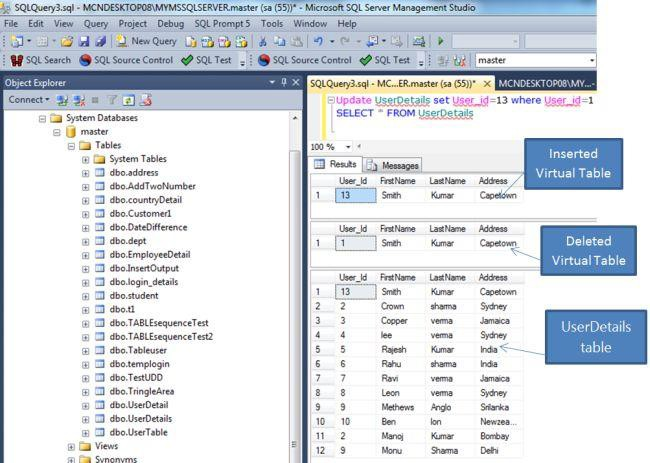 SQLQuery3.sql - MCNDESKTOP08\MYMSSQLSERVER.master (sa (55))* - Microsoft SQL Server Management Studio
File Edit View Query Project Debug SQL Prompt 5 Tools Window Help
New Query
SQL Search SQL Source Control SQL Test SQL Source Control SQL Test master
Object Explorer
Connect
System Databases
master
Tables
System Tables
dbo.address
dbo.AddTwoNumber
dbo.countryDetail
dbo.Customer1
dbo.DateDifference
dbo.dept
dbo.EmployeeDetail
dbo.InsertOutput
dbo.login_details
dbo.student
dbo.t1
dbo.TABLEsequenceTest
dbo.TABLEsequenceTest2
dbo.Tableuser
dbo.templogin
dbo.TestUDD
dbo.TringleArea
dbo.UserDetail
dbo.UserDetails
dbo.UserTable
Views
Synonyms
SQLQuery3.sql - MC...ER.master (sa (55))* MCNDESKTOP08\MY...
Update UserDetails set User_id=13 where User_id=1
SELECT * FROM UserDetails
100 %
Results Messages
User_Id FirstName LastName Address
1 13 Smith Kumar Capetown
Inserted
Virtual Table
User_Id FirstName LastName Address
1 1 Smith Kumar Capetown
Deleted
Virtual Table
User_Id FirstName LastName Address
1 13 Smith Kumar Capetown
2 2 Crown sharma Sydney
3 3 Copper verma Jamaica
4 4 lee verma Sydney
5 5 Rajesh Kumar India
6 6 Rahu sharma India
7 7 Ravi verma Jamaica
8 8 Leon verma Sydney
9 9 Methews Anglo Srilanka
10 10 Ben lon Newzea...
11 2 Manoj Kumar Bombay
12 9 Monu Sharma Delhi
UserDetails
table